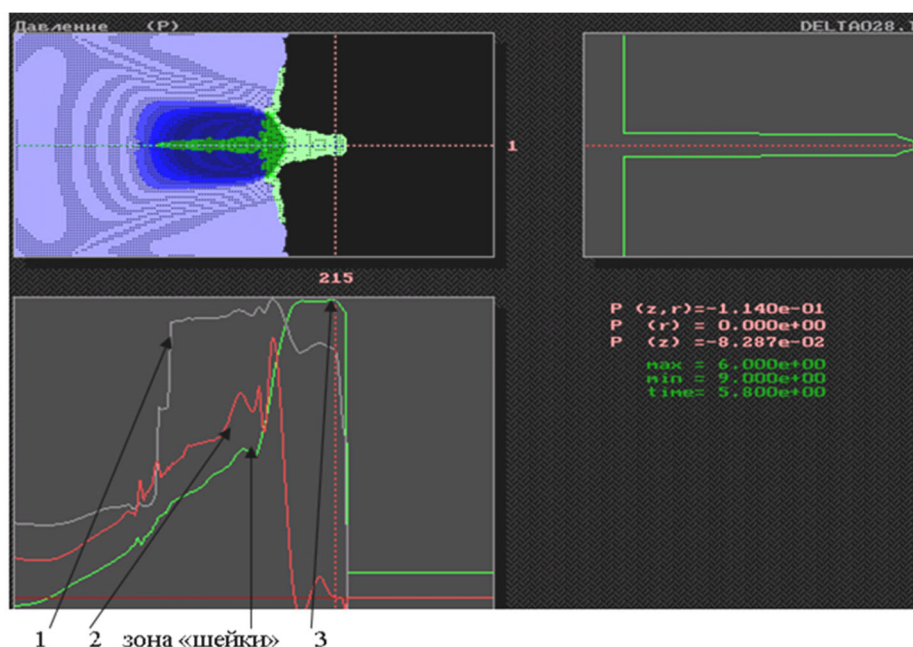 Давление (P)
DELTAO28.
1
215
P (z,r)=-1.140e-01
P (r) = 0.000e+00
P (z) =-8.287e-02
max = 6.000e+00
min = 9.000e+00
time= 5.800e+00
1 2 зона «шейки» 3